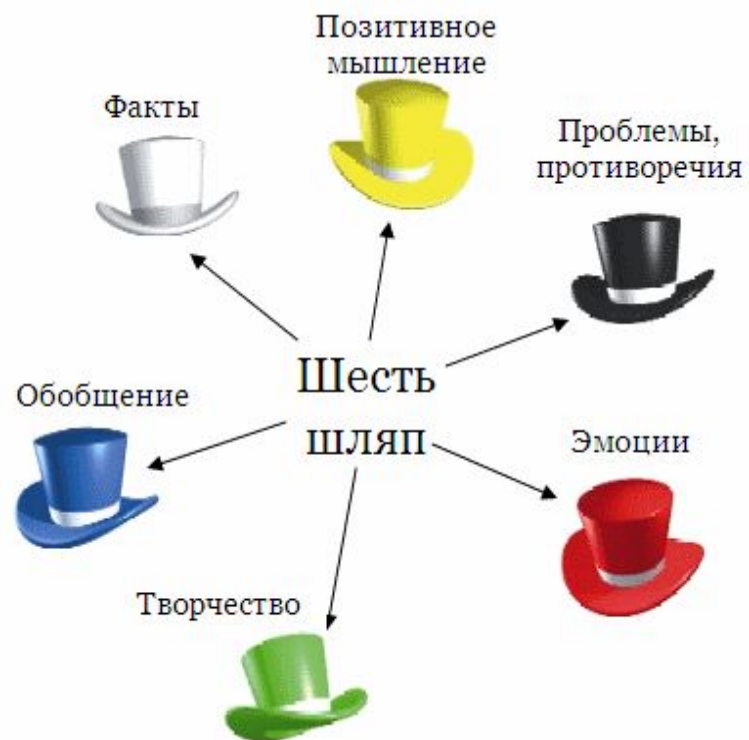 Позитивное
мышление
Факты
Проблемы,
противоречия
Шесть
шляп
Обобщение
Эмоции
Творчество